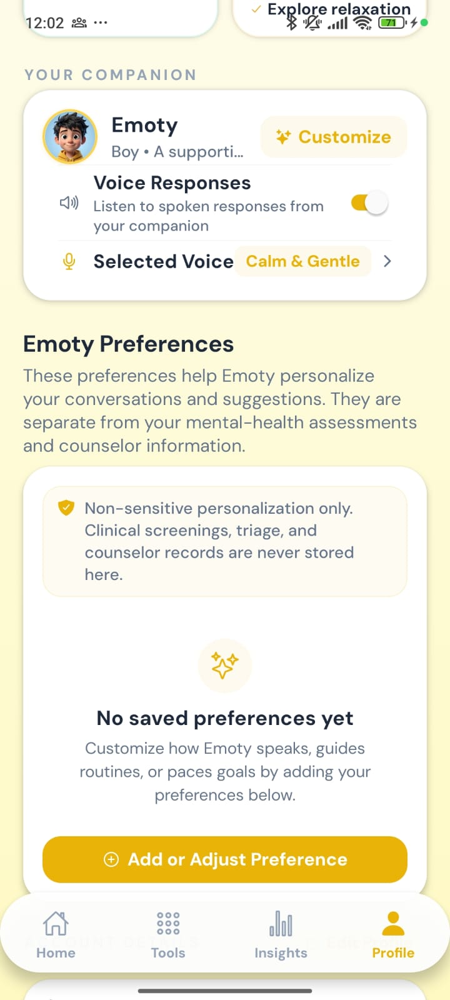 Explore relaxation
12:02
71
YOUR COMPANION
Emoty
Customize
Boy • A supporti...
Voice Responses
Listen to spoken responses from
your companion
Selected Voice
Calm & Gentle
Emoty Preferences
These preferences help Emoty personalize
your conversations and suggestions. They are
separate from your mental-health assessments
and counselor information.
Non-sensitive personalization only.
Clinical screenings, triage, and
counselor records are never stored
here.
No saved preferences yet
Customize how Emoty speaks, guides
routines, or paces goals by adding your
preferences below.
Add or Adjust Preference
ACCOUNT DETAILS
Home
Tools
Insights
Profile